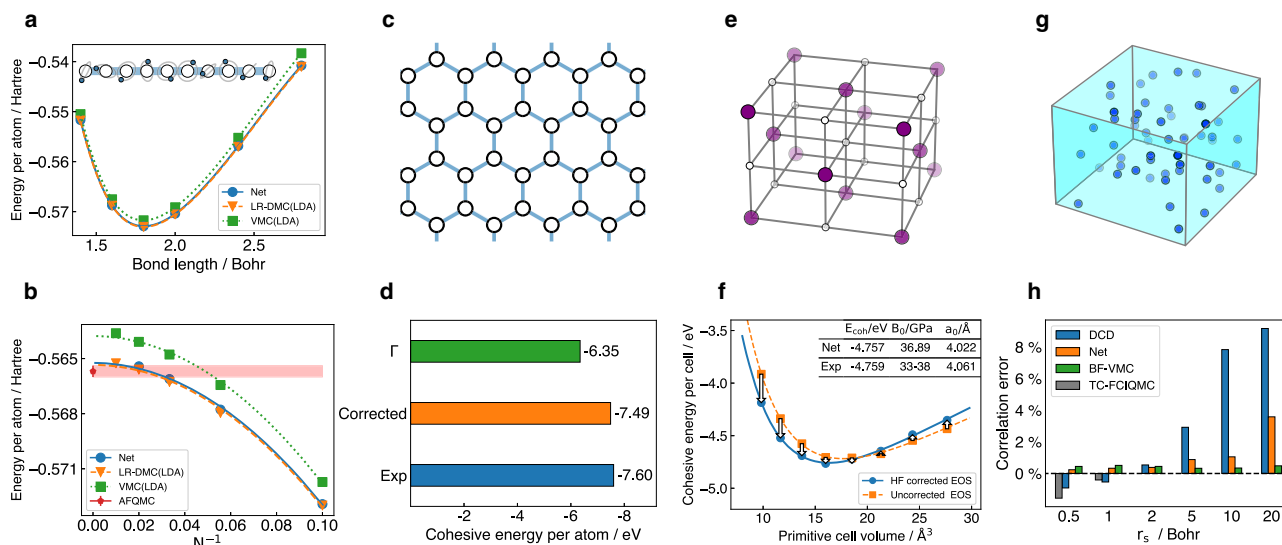 a
Energy per atom / Hartree
−0.54
−0.55
−0.56
−0.57
Net
LR-DMC(LDA)
VMC(LDA)
1.5
2.0
2.5
Bond length / Bohr
c
e
g
b
Energy per atom / Hartree
−0.565
−0.568
−0.571
Net
LR-DMC(LDA)
VMC(LDA)
AFQMC
0.00 0.02 0.04 0.06 0.08 0.10
N⁻¹
d
Γ
-6.35
Corrected
-7.49
Exp
-7.60
-2 -4 -6 -8
Cohesive energy per atom / eV
f
Cohesive energy per cell / eV
−3.5
−4.0
−4.5
−5.0
E_coh/eV B₀/GPa a₀/Å
Net -4.757 36.89 4.022
Exp -4.759 33-38 4.061
HF corrected EOS
Uncorrected EOS
10 15 20 25 30
Primitive cell volume / Å³
h
Correlation error
8 %
6 %
4 %
2 %
0 %
DCD
Net
BF-VMC
TC-FCIQMC
0.5 1 2 5 10 20
r_s / Bohr